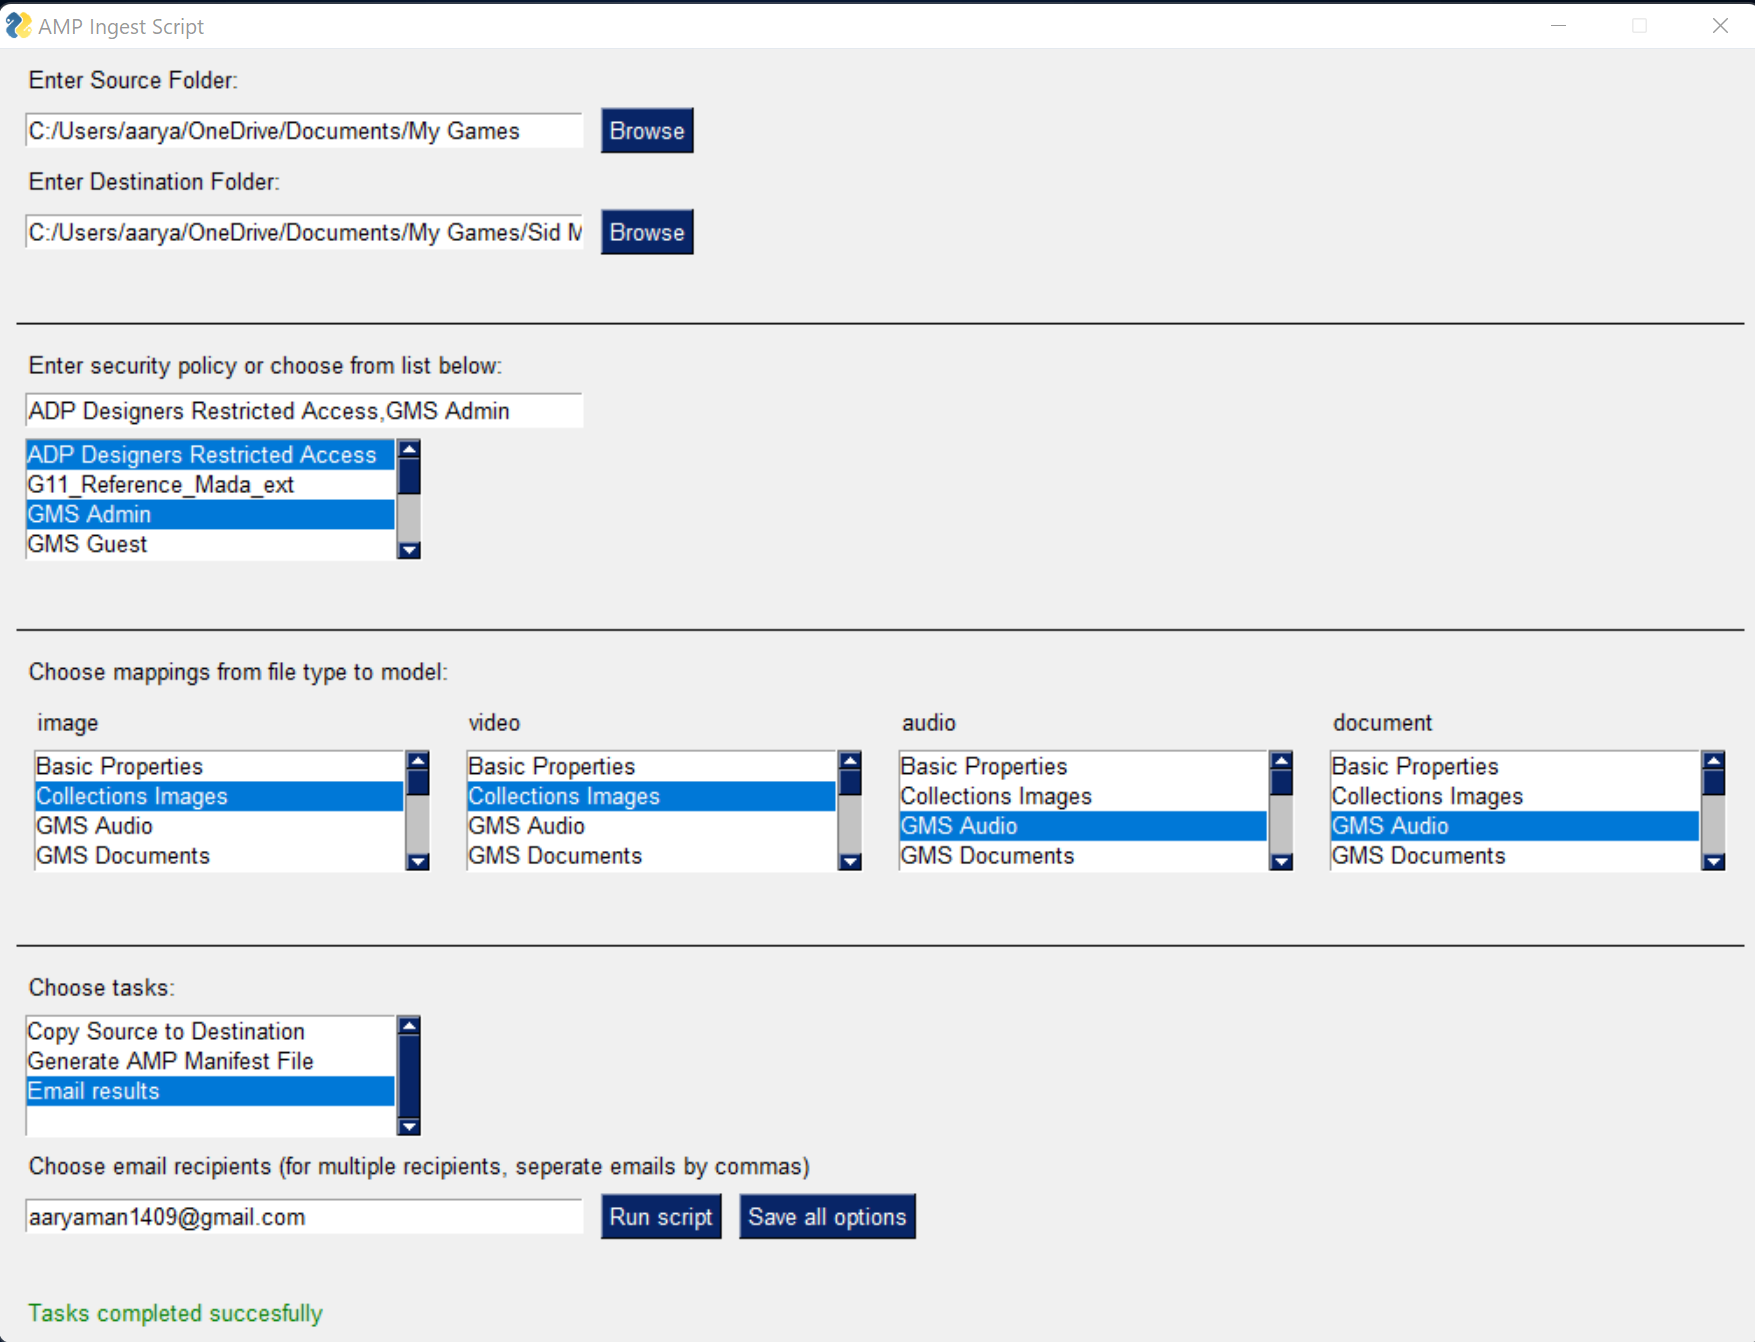 AMP Ingest Script
Enter Source Folder:
C:/Users/aarya/OneDrive/Documents/My Games
Browse
Enter Destination Folder:
C:/Users/aarya/OneDrive/Documents/My Games/Sid M
Browse
Enter security policy or choose from list below:
ADP Designers Restricted Access,GMS Admin
ADP Designers Restricted Access
G11_Reference_Mada_ext
GMS Admin
GMS Guest
Choose mappings from file type to model:
image
Basic Properties
Collections Images
GMS Audio
GMS Documents
video
Basic Properties
Collections Images
GMS Audio
GMS Documents
audio
Basic Properties
Collections Images
GMS Audio
GMS Documents
document
Basic Properties
Collections Images
GMS Audio
GMS Documents
Choose tasks:
Copy Source to Destination
Generate AMP Manifest File
Email results
Choose email recipients (for multiple recipients, seperate emails by commas)
aaryaman1409@gmail.com
Run script
Save all options
Tasks completed succesfully